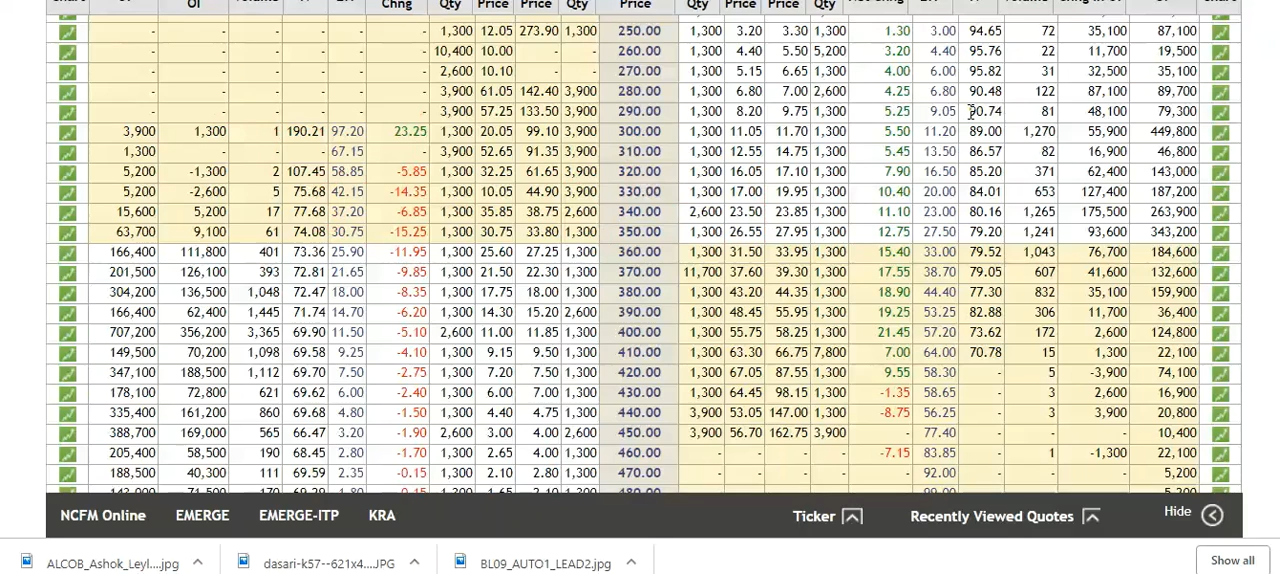 OI Chng Qty Price Price Qty Price Qty Price Price Qty
- - - - - - 1,300 12.05 273.90 1,300 250.00 1,300 3.20 3.30 1,300 1.30 3.00 94.65 72 35,100 87,100
- - - - - - 10,400 10.00 - - 260.00 1,300 4.40 5.50 5,200 3.20 4.40 95.76 22 11,700 19,500
- - - - - - 2,600 10.10 - - 270.00 1,300 5.15 6.65 1,300 4.00 6.00 95.82 31 32,500 35,100
- - - - - - 3,900 61.05 142.40 3,900 280.00 1,300 6.80 7.00 2,600 4.25 6.80 90.48 122 87,100 89,700
- - - - - - 3,900 57.25 133.50 3,900 290.00 1,300 8.20 9.75 1,300 5.25 9.05 90.74 81 48,100 79,300
3,900 1,300 1 190.21 97.20 23.25 1,300 20.05 99.10 3,900 300.00 1,300 11.05 11.70 1,300 5.50 11.20 89.00 1,270 55,900 449,800
1,300 - - - 67.15 - 3,900 52.65 91.35 3,900 310.00 1,300 12.55 14.75 1,300 5.45 13.50 86.57 82 16,900 46,800
5,200 -1,300 2 107.45 58.85 -5.85 1,300 32.25 61.65 3,900 320.00 1,300 16.05 17.10 1,300 7.90 16.50 85.20 371 62,400 143,000
5,200 -2,600 5 75.68 42.15 -14.35 1,300 10.05 44.90 3,900 330.00 1,300 17.00 19.95 1,300 10.40 20.00 84.01 653 127,400 187,200
15,600 5,200 17 77.68 37.20 -6.85 1,300 35.85 38.75 2,600 340.00 2,600 23.50 23.85 1,300 11.10 23.00 80.16 1,265 175,500 263,900
63,700 9,100 61 74.08 30.75 -15.25 1,300 30.75 33.80 1,300 350.00 1,300 26.55 27.95 1,300 12.75 27.50 79.20 1,241 93,600 343,200
166,400 111,800 401 73.36 25.90 -11.95 1,300 25.60 27.25 1,300 360.00 1,300 31.50 33.95 1,300 15.40 33.00 79.52 1,043 76,700 184,600
201,500 126,100 393 72.81 21.65 -9.85 1,300 21.50 22.30 1,300 370.00 11,700 37.60 39.30 1,300 17.55 38.70 79.05 607 41,600 132,600
304,200 136,500 1,048 72.47 18.00 -8.35 1,300 17.75 18.00 1,300 380.00 1,300 43.20 44.35 1,300 18.90 44.40 77.30 832 35,100 159,900
166,400 62,400 1,445 71.74 14.70 -6.20 1,300 14.30 15.20 2,600 390.00 1,300 48.45 55.95 1,300 19.25 53.25 82.88 306 11,700 36,400
707,200 356,200 3,365 69.90 11.50 -5.10 2,600 11.00 11.85 1,300 400.00 1,300 55.75 58.25 1,300 21.45 57.20 73.62 172 2,600 124,800
149,500 70,200 1,098 69.58 9.25 -4.10 1,300 9.15 9.50 1,300 410.00 1,300 63.30 66.75 7,800 7.00 64.00 70.78 15 1,300 22,100
347,100 188,500 1,112 69.70 7.50 -2.75 1,300 7.20 7.50 1,300 420.00 1,300 67.05 87.55 1,300 9.55 58.30 - 5 -3,900 74,100
178,100 72,800 621 69.62 6.00 -2.40 1,300 6.00 7.00 1,300 430.00 1,300 64.45 98.15 1,300 -1.35 58.65 - 3 2,600 16,900
335,400 161,200 860 69.68 4.80 -1.50 1,300 4.40 4.75 1,300 440.00 3,900 53.05 147.00 1,300 -8.75 56.25 - 3 3,900 20,800
388,700 169,000 565 66.47 3.20 -1.90 2,600 3.00 4.00 2,600 450.00 3,900 56.70 162.75 3,900 - 77.40 - - - 10,400
205,400 58,500 190 68.45 2.80 -1.70 1,300 2.65 4.00 1,300 460.00 - - - - -7.15 83.85 - 1 -1,300 22,100
188,500 40,300 111 69.59 2.35 -0.15 1,300 2.10 2.80 1,300 470.00 - - - - - 92.00 - - - 5,200
NCFM Online EMERGE EMERGE-ITP KRA Ticker Recently Viewed Quotes Hide
ALCOB_Ashok_Leyl....jpg dasari-k57--621x4....JPG BL09_AUTO1_LEAD2.jpg Show all